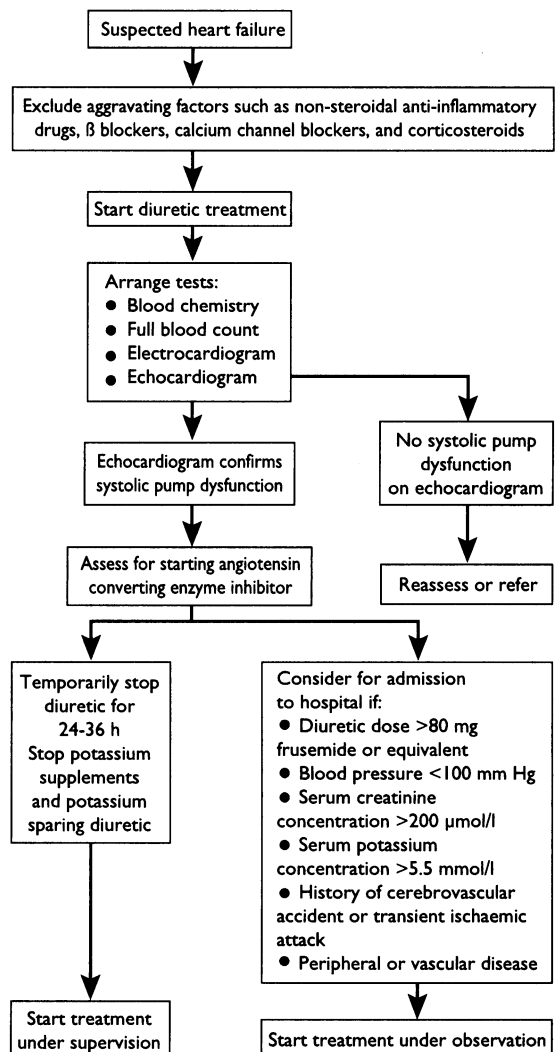 Suspected heart failure
Exclude aggravating factors such as non-steroidal anti-inflammatory
drugs, ß blockers, calcium channel blockers, and corticosteroids
Start diuretic treatment
Arrange tests:
● Blood chemistry
● Full blood count
● Electrocardiogram
● Echocardiogram
Echocardiogram confirms
systolic pump dysfunction
No systolic pump
dysfunction
on echocardiogram
Assess for starting angiotensin
converting enzyme inhibitor
Reassess or refer
Temporarily stop
diuretic for
24-36 h
Stop potassium
supplements
and potassium
sparing diuretic
Consider for admission
to hospital if:
● Diuretic dose >80 mg
frusemide or equivalent
● Blood pressure <100 mm Hg
● Serum creatinine
concentration >200 µmol/l
● Serum potassium
concentration >5.5 mmol/l
● History of cerebrovascular
accident or transient ischaemic
attack
● Peripheral or vascular disease
Start treatment
under supervision
Start treatment under observation